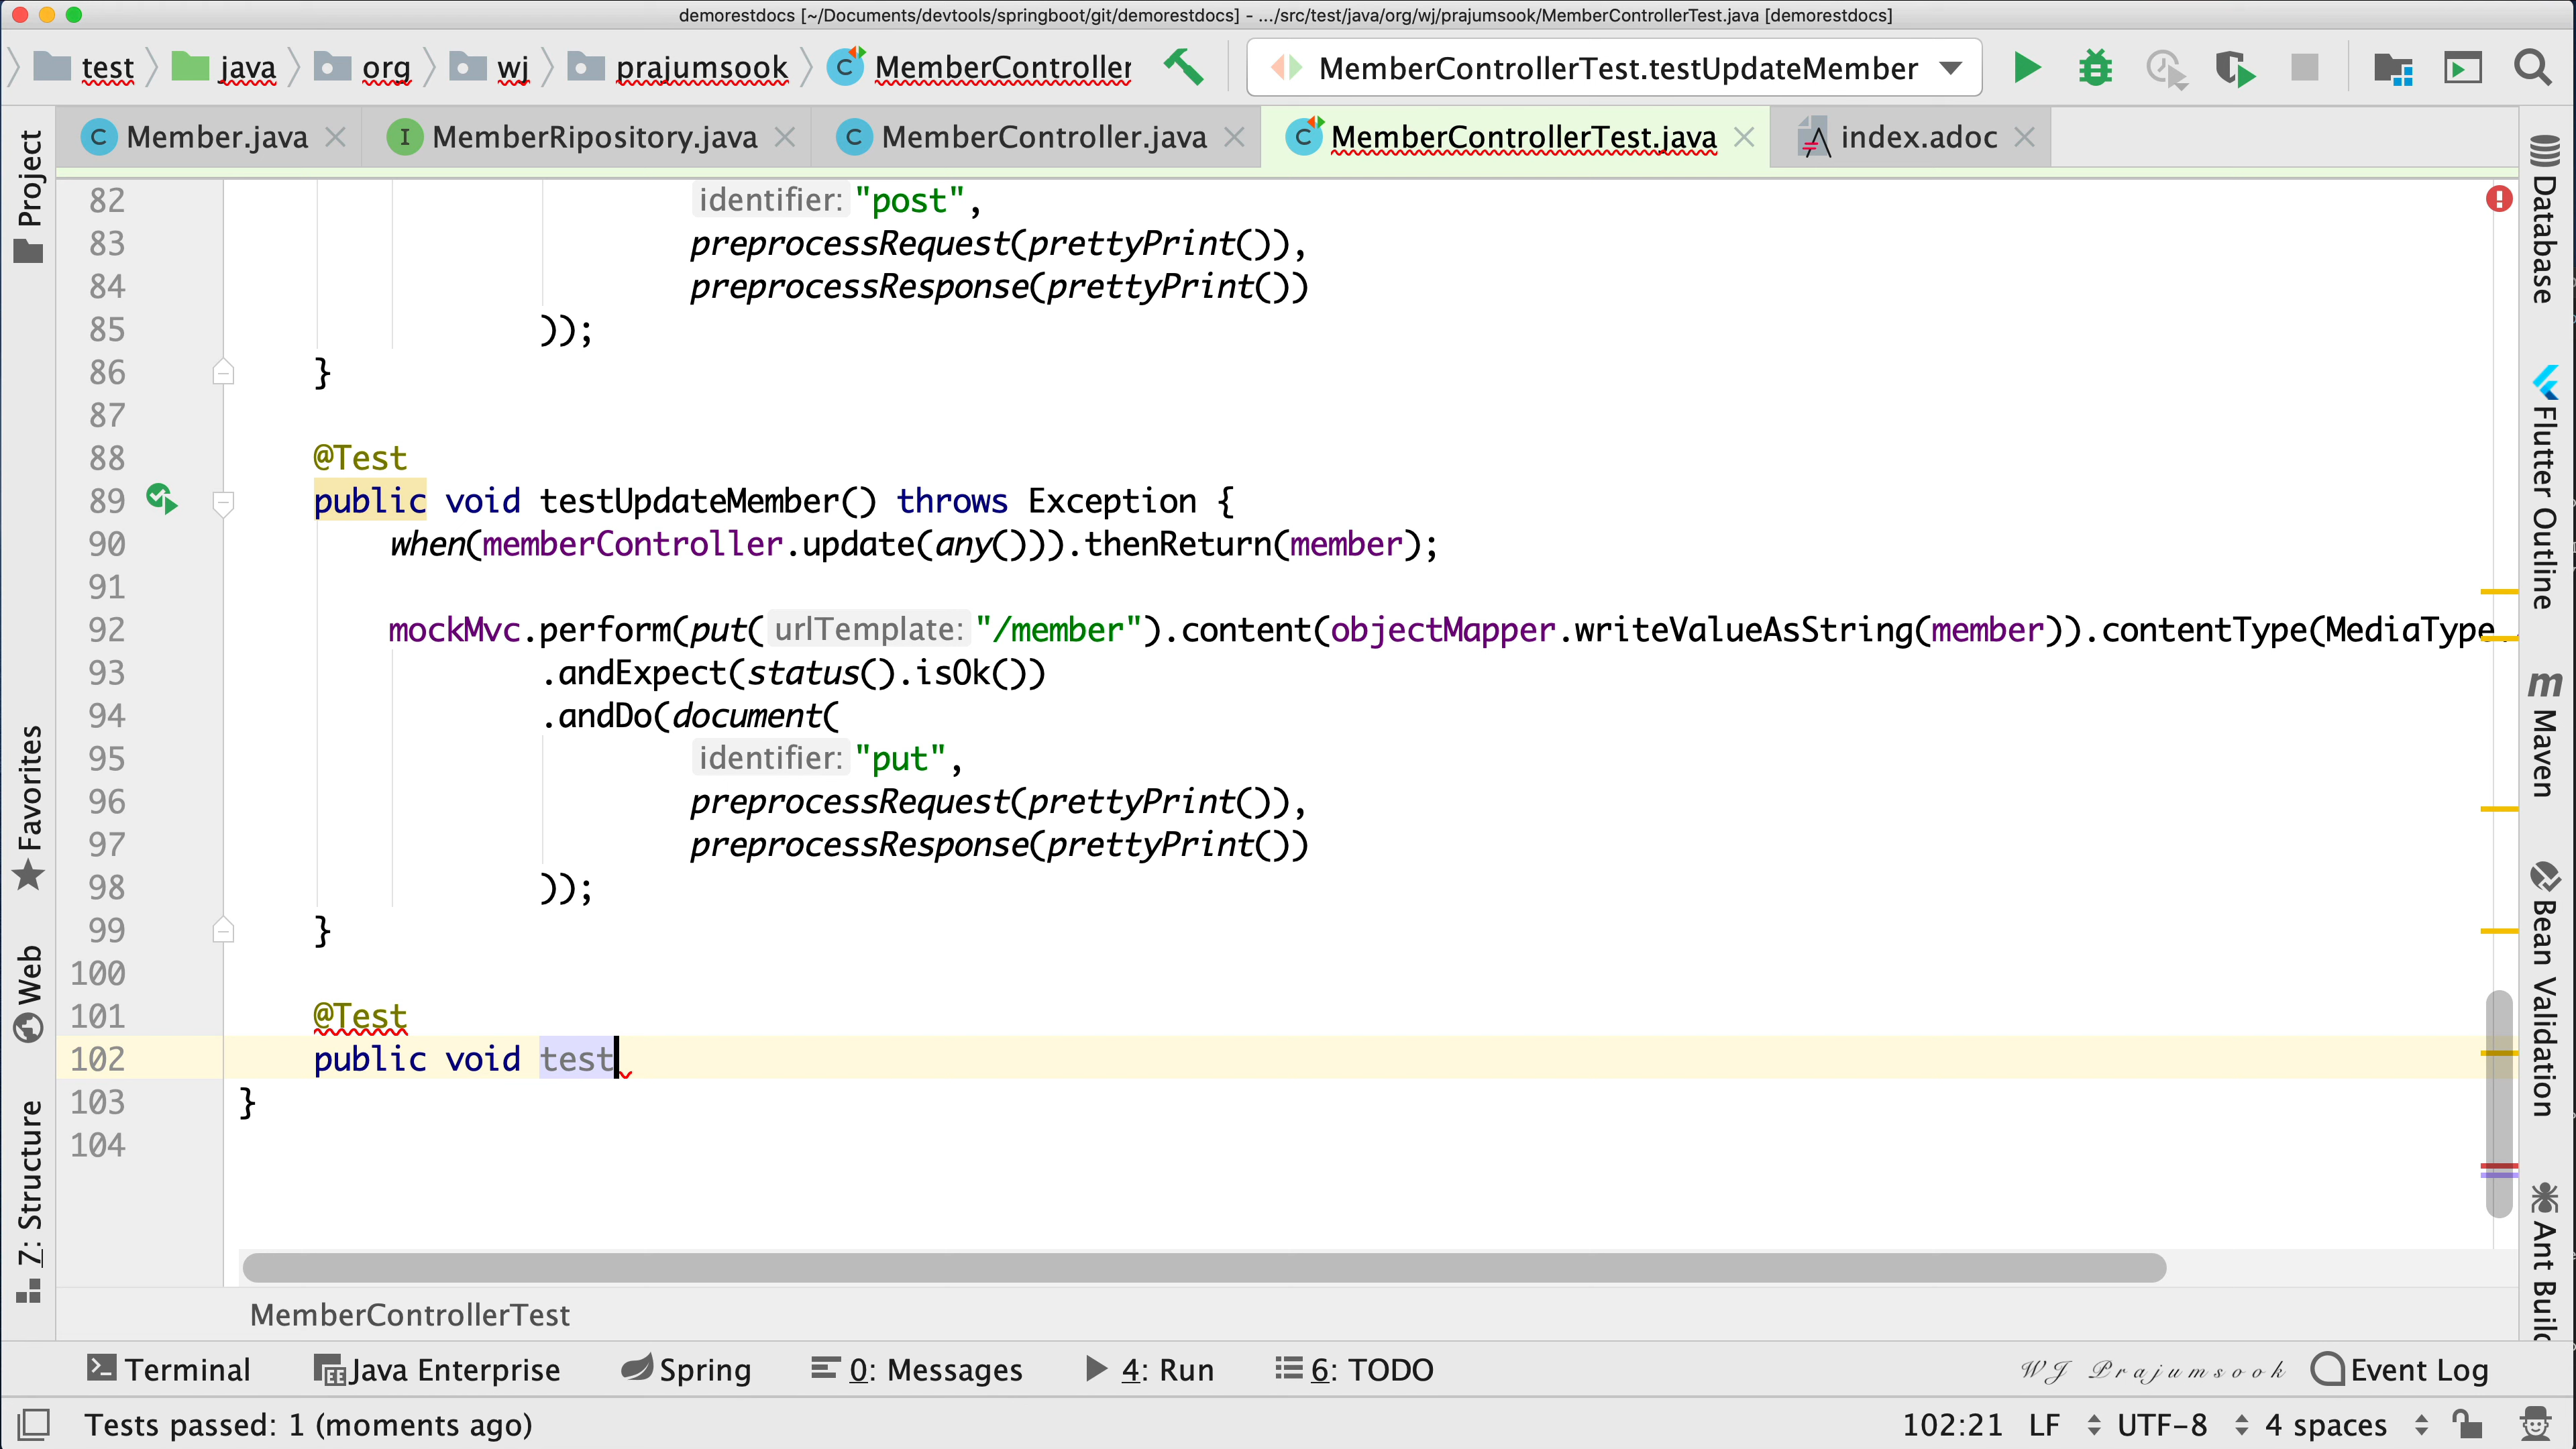 demorestdocs [~/Documents/devtools/springboot/git/demorestdocs] - .../src/test/java/org/wj/prajumsook/MemberControllerTest.java [demorestdocs]
test java org wj prajumsook MemberController MemberControllerTest.testUpdateMember
Member.java MemberRipository.java MemberController.java MemberControllerTest.java index.adoc
Project
Favorites
Web
Z: Structure
82 identifier: "post",
83 preprocessRequest(prettyPrint()),
84 preprocessResponse(prettyPrint())
85 ));
86 }
87
88 @Test
89 public void testUpdateMember() throws Exception {
90 when(memberController.update(any())).thenReturn(member);
91
92 mockMvc.perform(put( urlTemplate: "/member").content(objectMapper.writeValueAsString(member)).contentType(MediaType.
93 .andExpect(status().isOk())
94 .andDo(document(
95 identifier: "put",
96 preprocessRequest(prettyPrint()),
97 preprocessResponse(prettyPrint())
98 ));
99 }
100
101 @Test
102 public void test
103 }
104
Database
Flutter Outline
Maven
Bean Validation
Ant Build
MemberControllerTest
Terminal Java Enterprise Spring 0: Messages 4: Run 6: TODO WJ Prajumsook Event Log
Tests passed: 1 (moments ago) 102:21 LF UTF-8 4 spaces